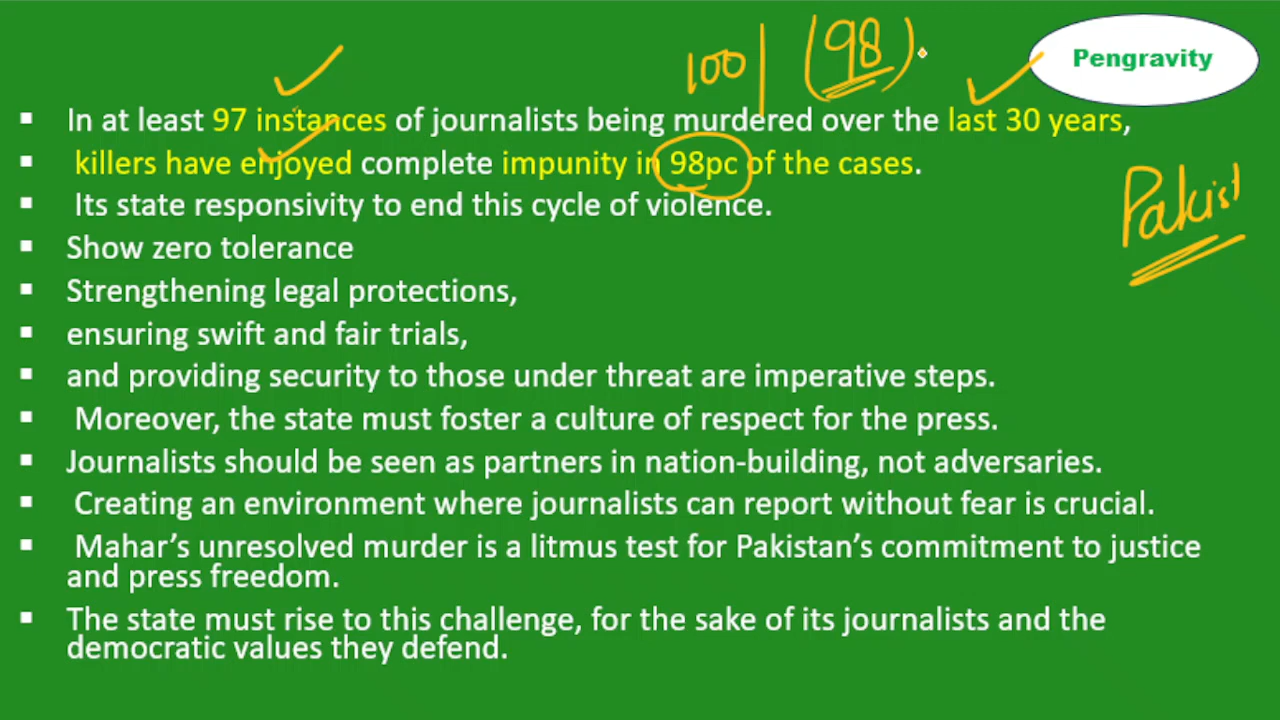 100 (98)
Pengravity
In at least 97 instances of journalists being murdered over the last 30 years,
killers have enjoyed complete impunity in 98pc of the cases.
Pakist
Its state responsivity to end this cycle of violence.
Show zero tolerance
Strengthening legal protections,
ensuring swift and fair trials,
and providing security to those under threat are imperative steps.
Moreover, the state must foster a culture of respect for the press.
Journalists should be seen as partners in nation-building, not adversaries.
Creating an environment where journalists can report without fear is crucial.
Mahar’s unresolved murder is a litmus test for Pakistan’s commitment to justice
and press freedom.
The state must rise to this challenge, for the sake of its journalists and the
democratic values they defend.